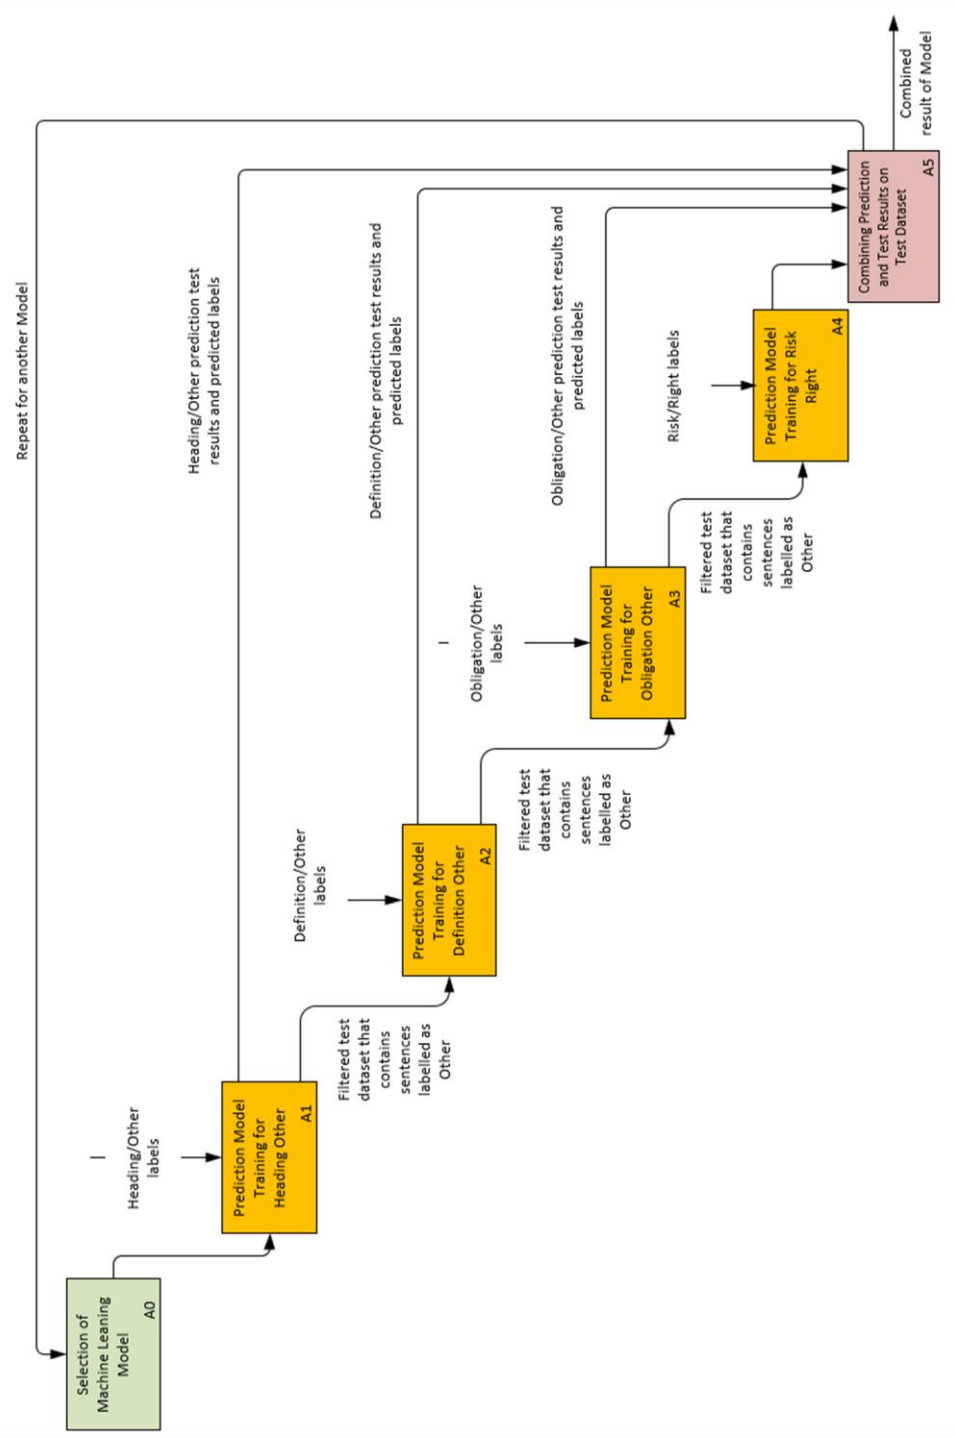 Repeat for another Model
Heading/Other prediction test
results and predicted labels
Definition/Other prediction test results and
predicted labels
Obligation/Other prediction test results and
predicted labels
Selection of
Machine Leaning
Model
A0
Heading/Other
labels
Prediction Model
Training for
Heading Other
A1
Filtered test
dataset that
contains
sentences
labelled as
Other
Definition/Other
labels
Prediction Model
Training for
Definition Other
A2
Filtered test
dataset that
contains
sentences
labelled as
Other
Obligation/Other
labels
Prediction Model
Training for
Obligation Other
A3
Filtered test
dataset that
contains
sentences
labelled as
Other
Risk/Right labels
Prediction Model
Training for Risk
Right
A4
Combining Prediction
and Test Results on
Test Dataset
A5
Combined
result of Model